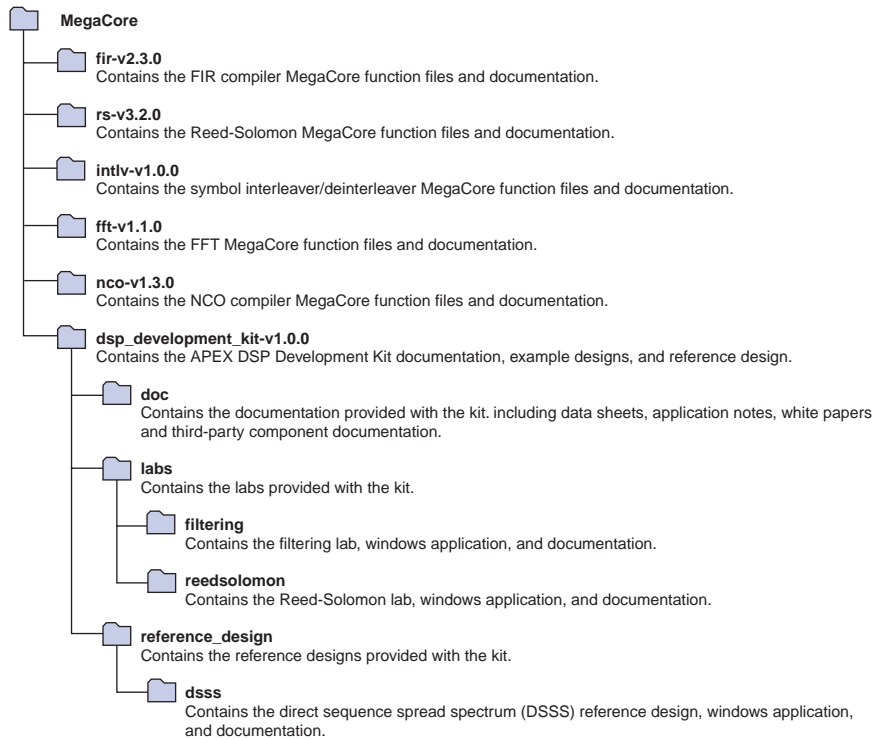 MegaCore
fir-v2.3.0
Contains the FIR compiler MegaCore function files and documentation.
rs-v3.2.0
Contains the Reed-Solomon MegaCore function files and documentation.
intlv-v1.0.0
Contains the symbol interleaver/deinterleaver MegaCore function files and documentation.
fft-v1.1.0
Contains the FFT MegaCore function files and documentation.
nco-v1.3.0
Contains the NCO compiler MegaCore function files and documentation.
dsp_development_kit-v1.0.0
Contains the APEX DSP Development Kit documentation, example designs, and reference design.
doc
Contains the documentation provided with the kit. including data sheets, application notes, white papers
and third-party component documentation.
labs
Contains the labs provided with the kit.
filtering
Contains the filtering lab, windows application, and documentation.
reedsolomon
Contains the Reed-Solomon lab, windows application, and documentation.
reference_design
Contains the reference designs provided with the kit.
dsss
Contains the direct sequence spread spectrum (DSSS) reference design, windows application,
and documentation.